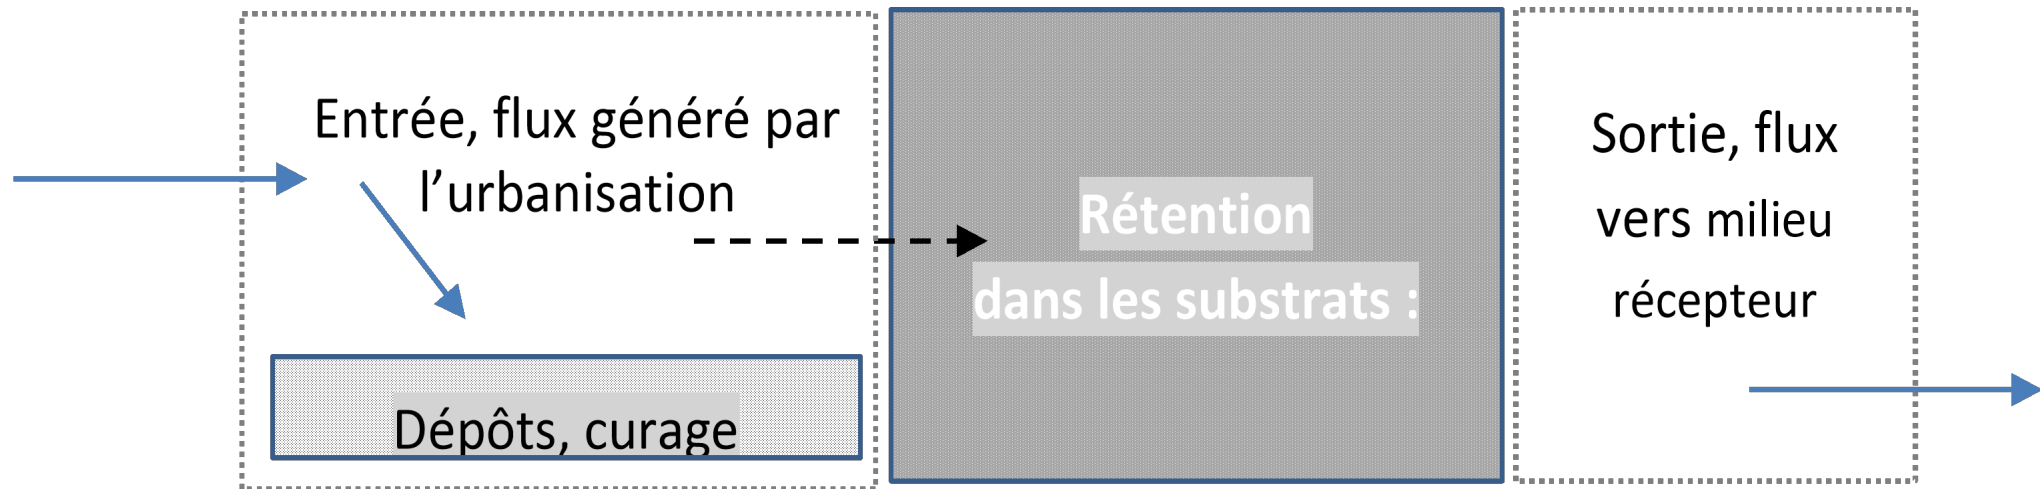 Entrée, flux généré par
l’urbanisation
Dépôts, curage
Rétention
dans les substrats :
Sortie, flux
vers milieu
récepteur